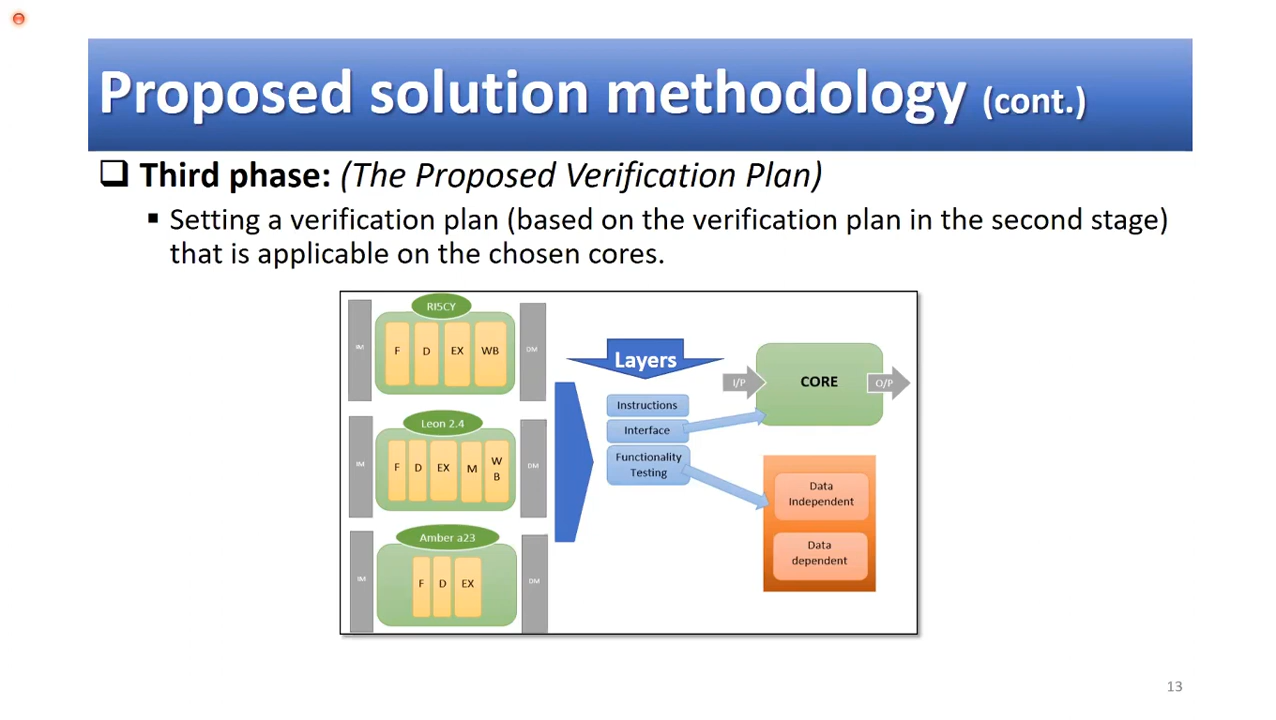 Proposed solution methodology (cont.)
❑ Third phase: (The Proposed Verification Plan)
▪ Setting a verification plan (based on the verification plan in the second stage)
that is applicable on the chosen cores.
RI5CY
IM
F D EX WB
DM
Leon 2.4
IM
F D EX M W
B
DM
Amber a23
IM
F D EX
DM
Layers
Instructions
Interface
Functionality
Testing
I/P
CORE
O/P
Data
Independent
Data
dependent
13